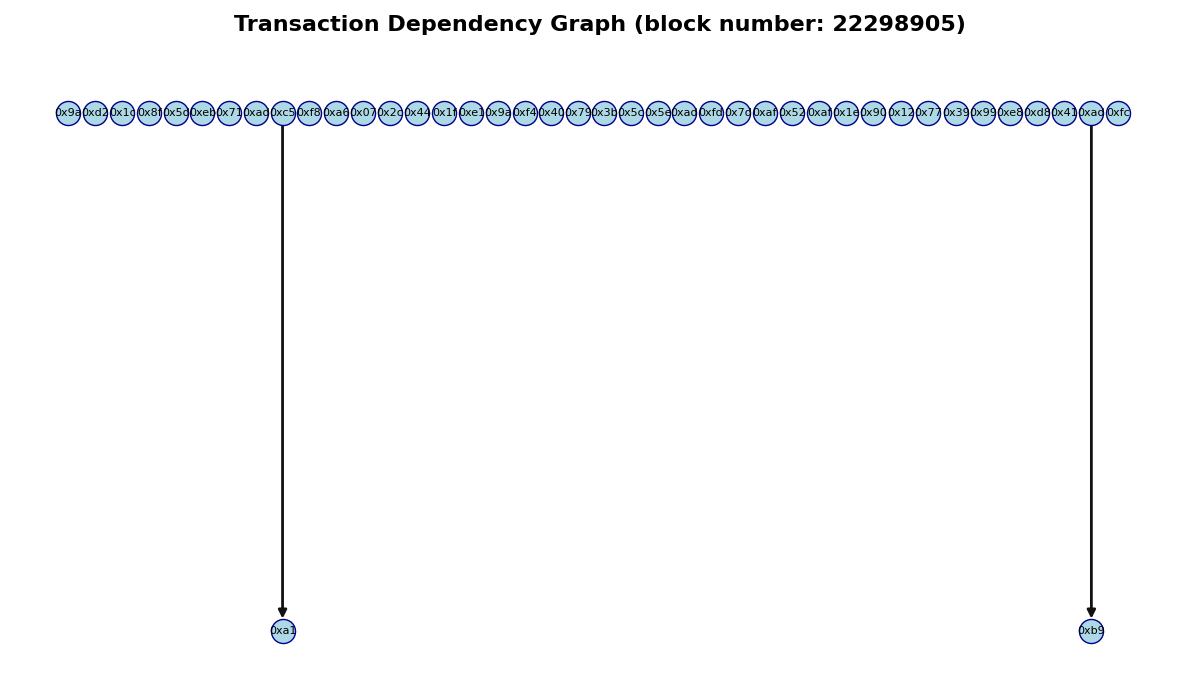 Transaction Dependency Graph (block number: 22298905)
0x9a 0xd2 0x1c 0x8f 0x5d 0xeb 0x71 0xad 0xc5 0xf8 0xa6 0x07 0x2c 0x44 0x1f 0xe1 0x9a 0xf4 0x40 0x79 0x3b 0x5c 0x5e 0xad 0xfd 0x7d 0xaf 0x52 0xaf 0x1e 0x90 0x12 0x77 0x39 0x99 0xe8 0xd8 0x41 0xad 0xfc
0xa1 0xb9